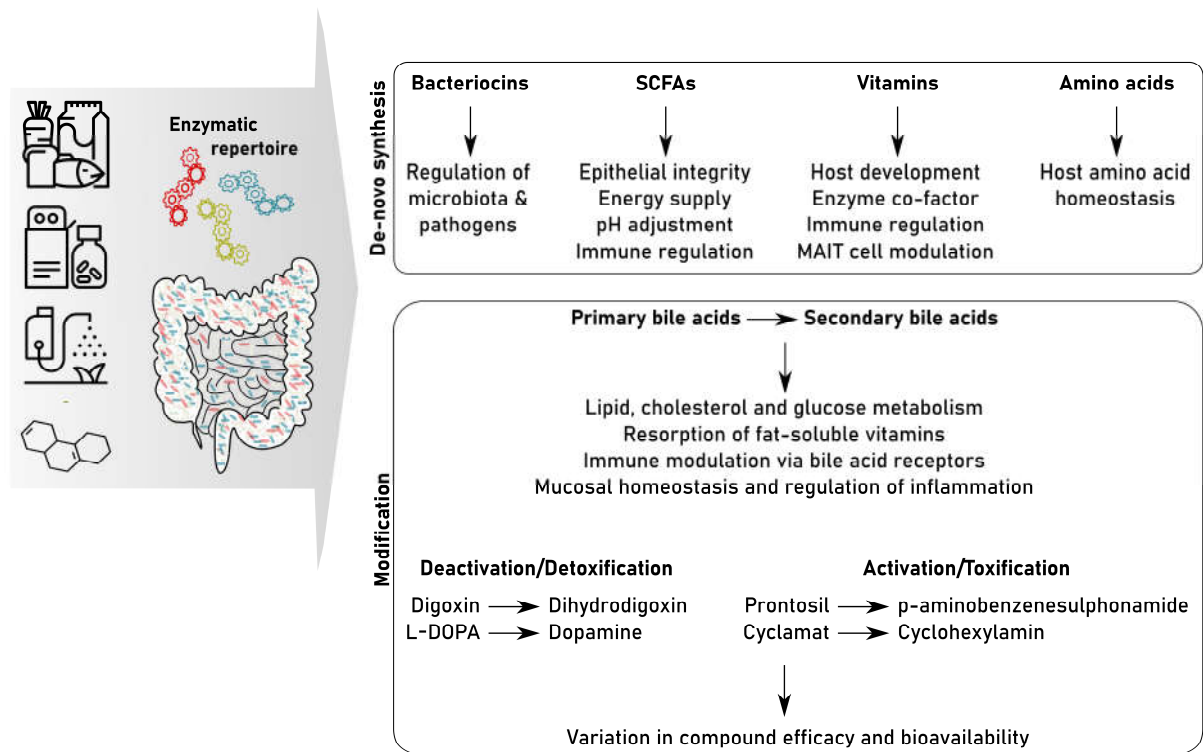 Enzymatic
repertoire
De-novo synthesis
Bacteriocins
Regulation of
microbiota &
pathogens
SCFAs
Epithelial integrity
Energy supply
pH adjustment
Immune regulation
Vitamins
Host development
Enzyme co-factor
Immune regulation
MAIT cell modulation
Amino acids
Host amino acid
homeostasis
Modification
Primary bile acids → Secondary bile acids
Lipid, cholesterol and glucose metabolism
Resorption of fat-soluble vitamins
Immune modulation via bile acid receptors
Mucosal homeostasis and regulation of inflammation
Deactivation/Detoxification
Digoxin → Dihydrodigoxin
L-DOPA → Dopamine
Activation/Toxification
Prontosil → p-aminobenzenesulphonamide
Cyclamat → Cyclohexylamin
Variation in compound efficacy and bioavailability